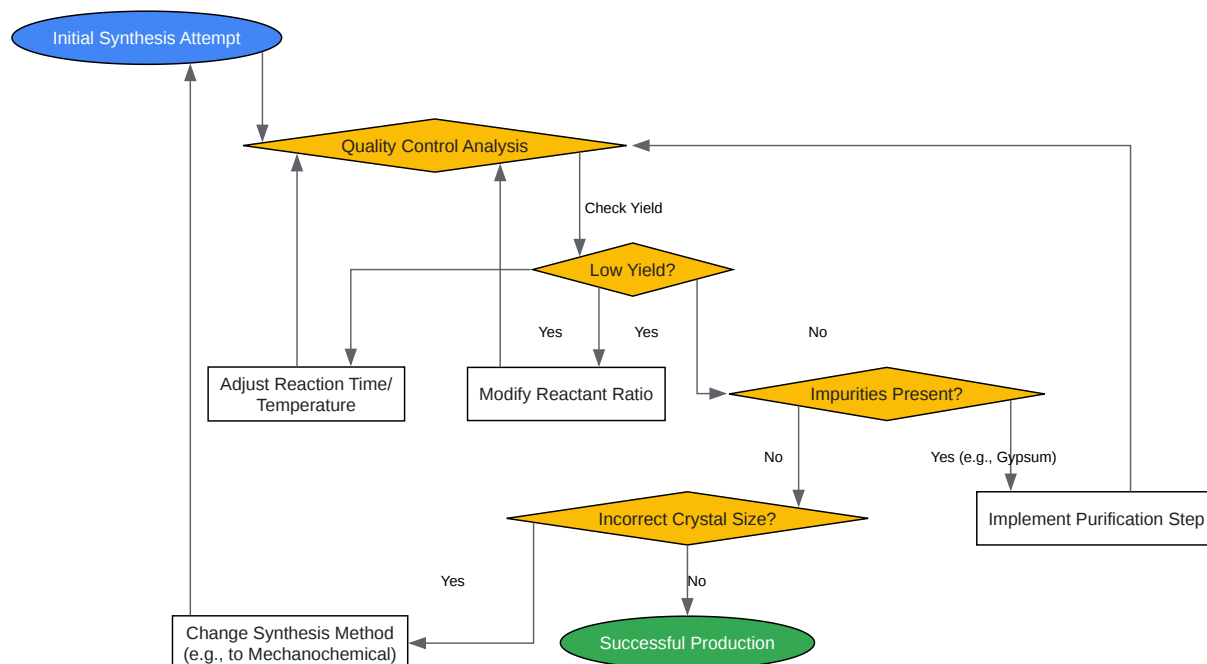 Initial Synthesis Attempt
Quality Control Analysis
Check Yield
Low Yield?
Yes
Yes
No
Adjust Reaction Time/
Temperature
Modify Reactant Ratio
Impurities Present?
No
Yes (e.g., Gypsum)
Incorrect Crystal Size?
Implement Purification Step
Yes
No
Change Synthesis Method
(e.g., to Mechanochemical)
Successful Production